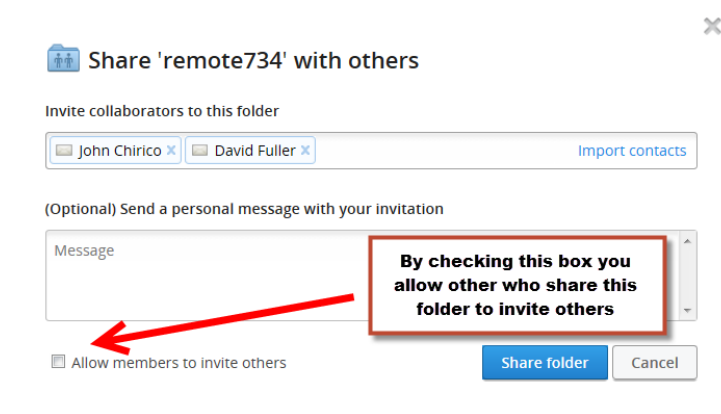 Share 'remote734' with others
Invite collaborators to this folder
John Chirico x David Fuller x Import contacts
(Optional) Send a personal message with your invitation
Message
By checking this box you
allow other who share this
folder to invite others
Allow members to invite others
Share folder Cancel